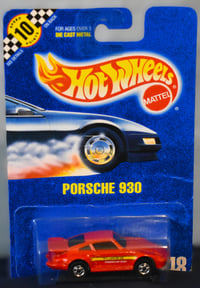 10
FOR AGES OVER 3
DIE CAST METAL
Hot Wheels
MATTEL
PORSCHE 930
18